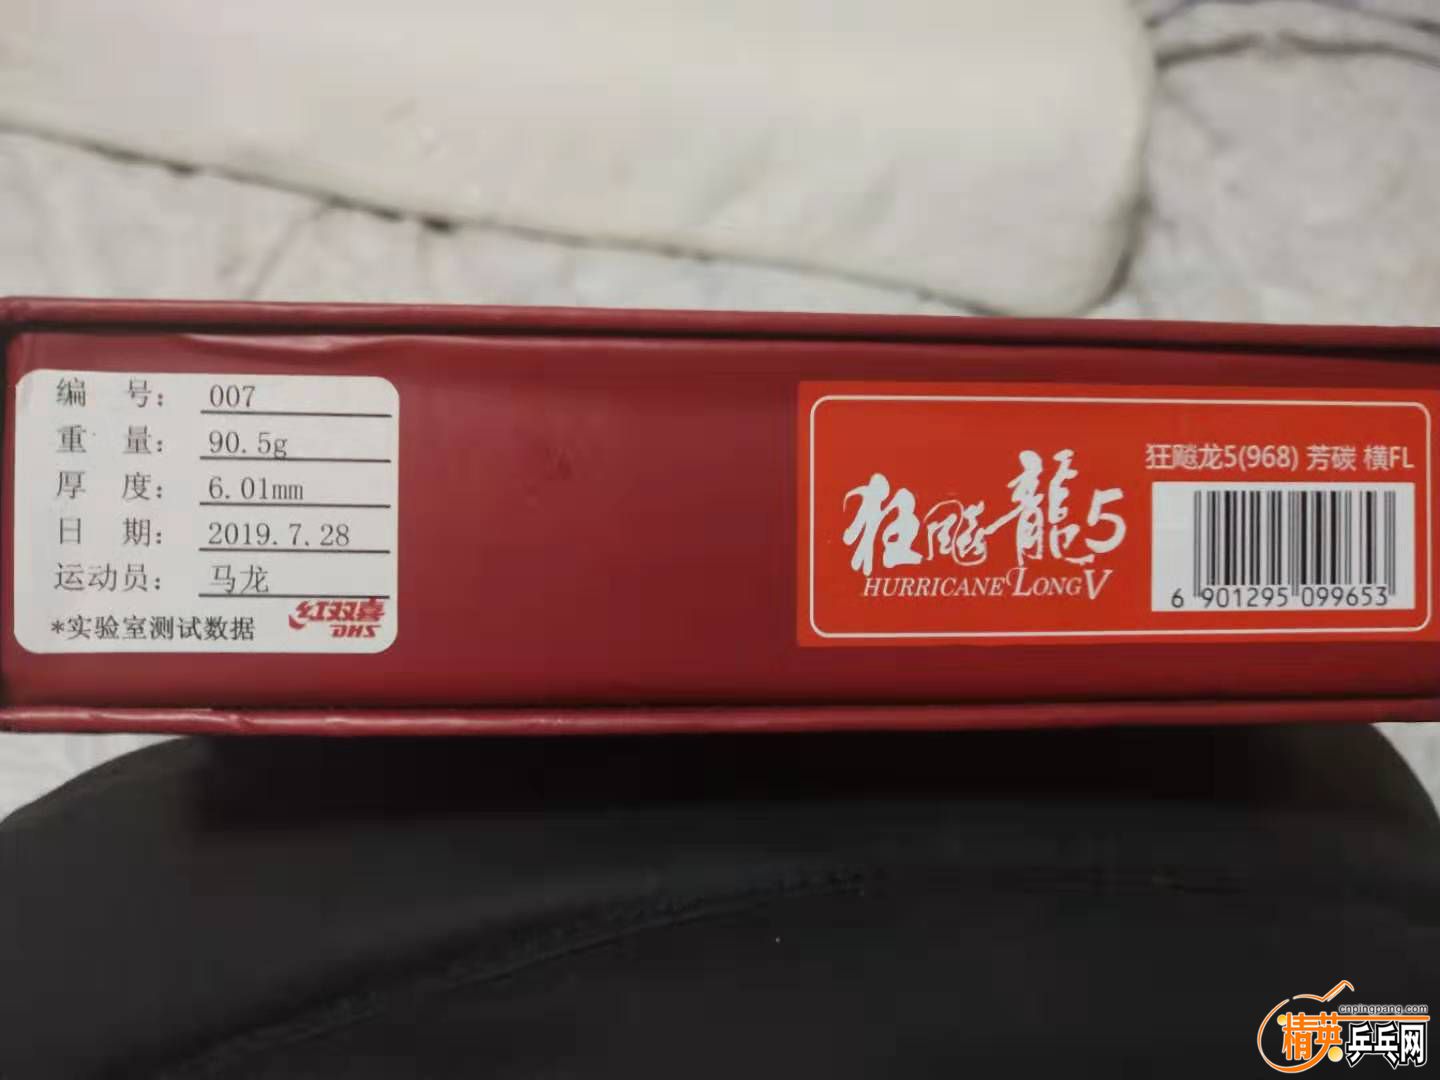 编 号： 007
重 量： 90.5g
厚 度： 6.01mm
日 期： 2019.7.28
运动员： 马龙
*实验室测试数据
红双喜
DHS
狂飚龙5(968) 芳碳 横FL
狂飚龍5
HURRICANE LONG V
6 901295 099653
cnpingpang.com
精英乒乓网